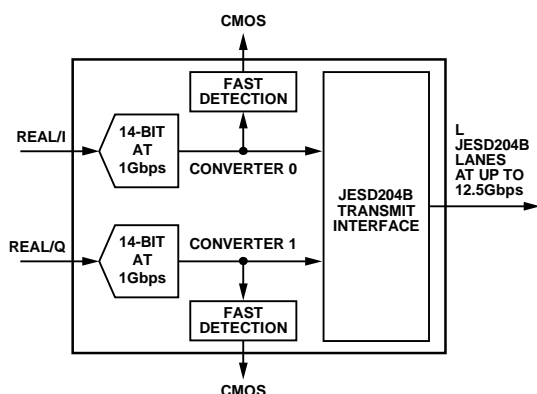 CMOS
FAST
DETECTION
REAL/I
14-BIT
AT
1Gbps
CONVERTER 0
JESD204B
TRANSMIT
INTERFACE
L
JESD204B
LANES
AT UP TO
12.5Gbps
REAL/Q
14-BIT
AT
1Gbps
CONVERTER 1
FAST
DETECTION
CMOS